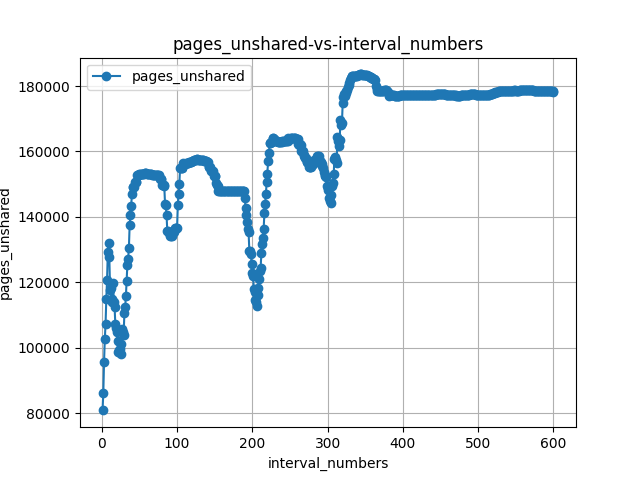 pages_unshared-vs-interval_numbers
pages_unshared
180000
160000
140000
120000
100000
80000
pages_unshared
0 100 200 300 400 500 600
interval_numbers